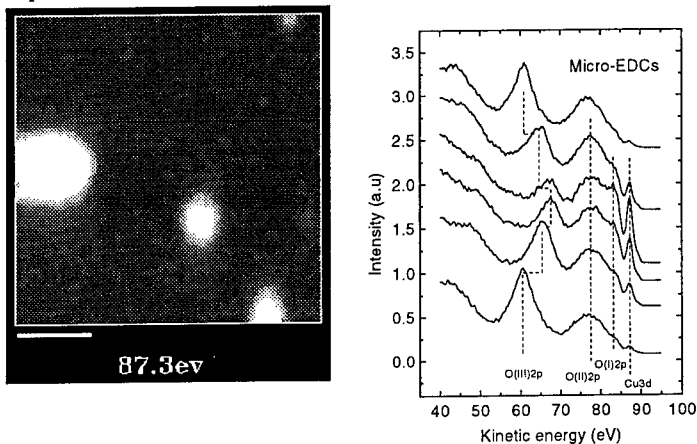 87.3ev
Micro-EDCs
Intensity (a.u)
3.5
3.0
2.5
2.0
1.5
1.0
0.5
0.0
O(III)2p
O(II)2p
O(I)2p
Cu3d
40 50 60 70 80 90 100
Kinetic energy (eV)